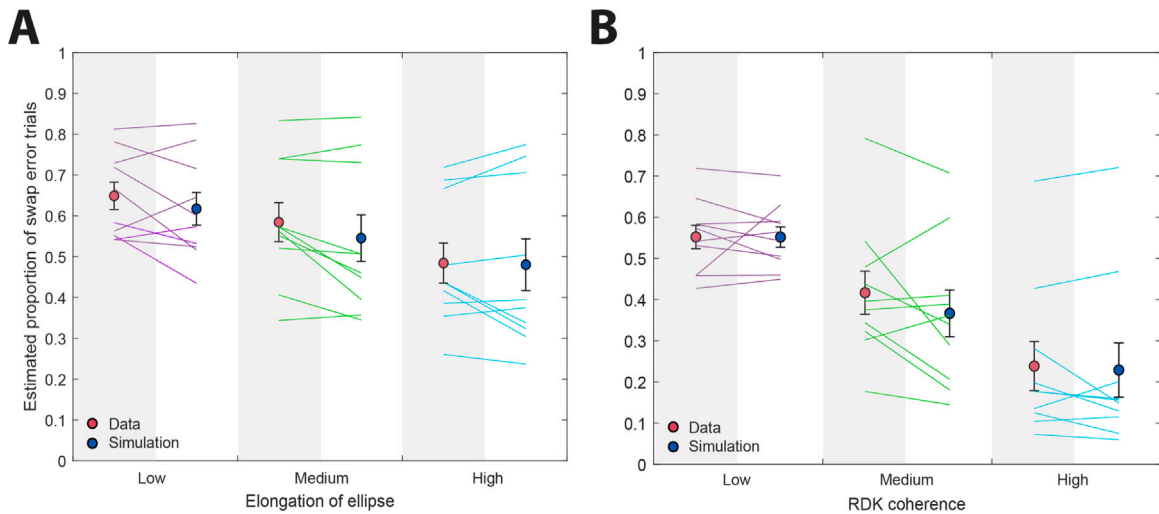 A
B
Estimated proportion of swap error trials
1
0.9
0.8
0.7
0.6
0.5
0.4
0.3
0.2
0.1
0
Data
Simulation
Low
Medium
High
Elongation of ellipse
1
0.9
0.8
0.7
0.6
0.5
0.4
0.3
0.2
0.1
0
Data
Simulation
Low
Medium
High
RDK coherence